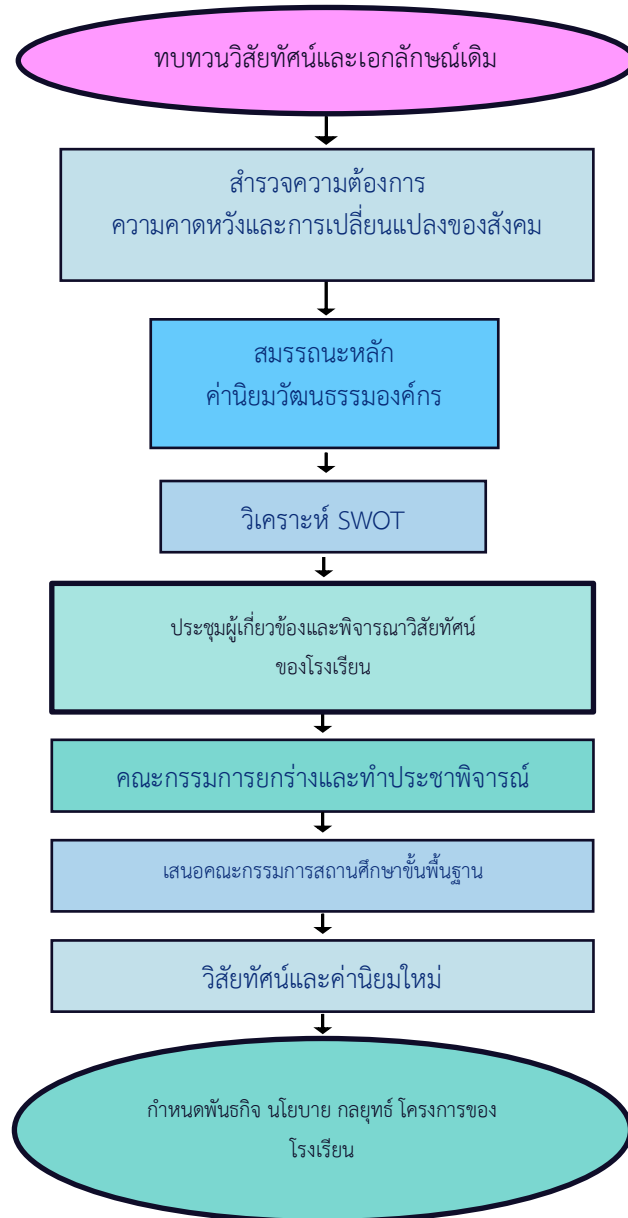 ทบทวนวิสัยทัศน์และเอกลักษณ์เดิม
สำรวจความต้องการ
ความคาดหวังและการเปลี่ยนแปลงของสังคม
สมรรถนะหลัก
ค่านิยมวัฒนธรรมองค์กร
วิเคราะห์ SWOT
ประชุมผู้เกี่ยวข้องและพิจารณาวิสัยทัศน์
ของโรงเรียน
คณะกรรมการยกร่างและทำประชาพิจารณ์
เสนอคณะกรรมการสถานศึกษาขั้นพื้นฐาน
วิสัยทัศน์และค่านิยมใหม่
กำหนดพันธกิจ นโยบาย กลยุทธ์ โครงการของ
โรงเรียน